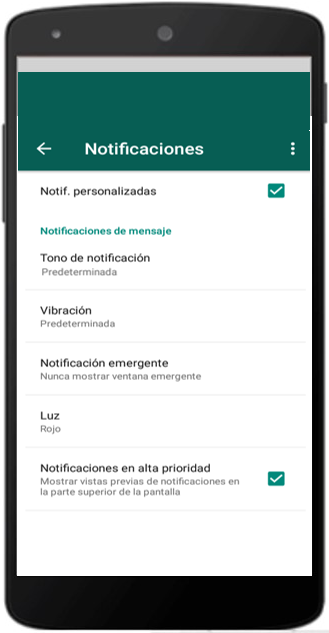 Notificaciones
Notif. personalizadas
Notificaciones de mensaje
Tono de notificación
Predeterminada
Vibración
Predeterminada
Notificación emergente
Nunca mostrar ventana emergente
Luz
Rojo
Notificaciones en alta prioridad
Mostrar vistas previas de notificaciones en
la parte superior de la pantalla